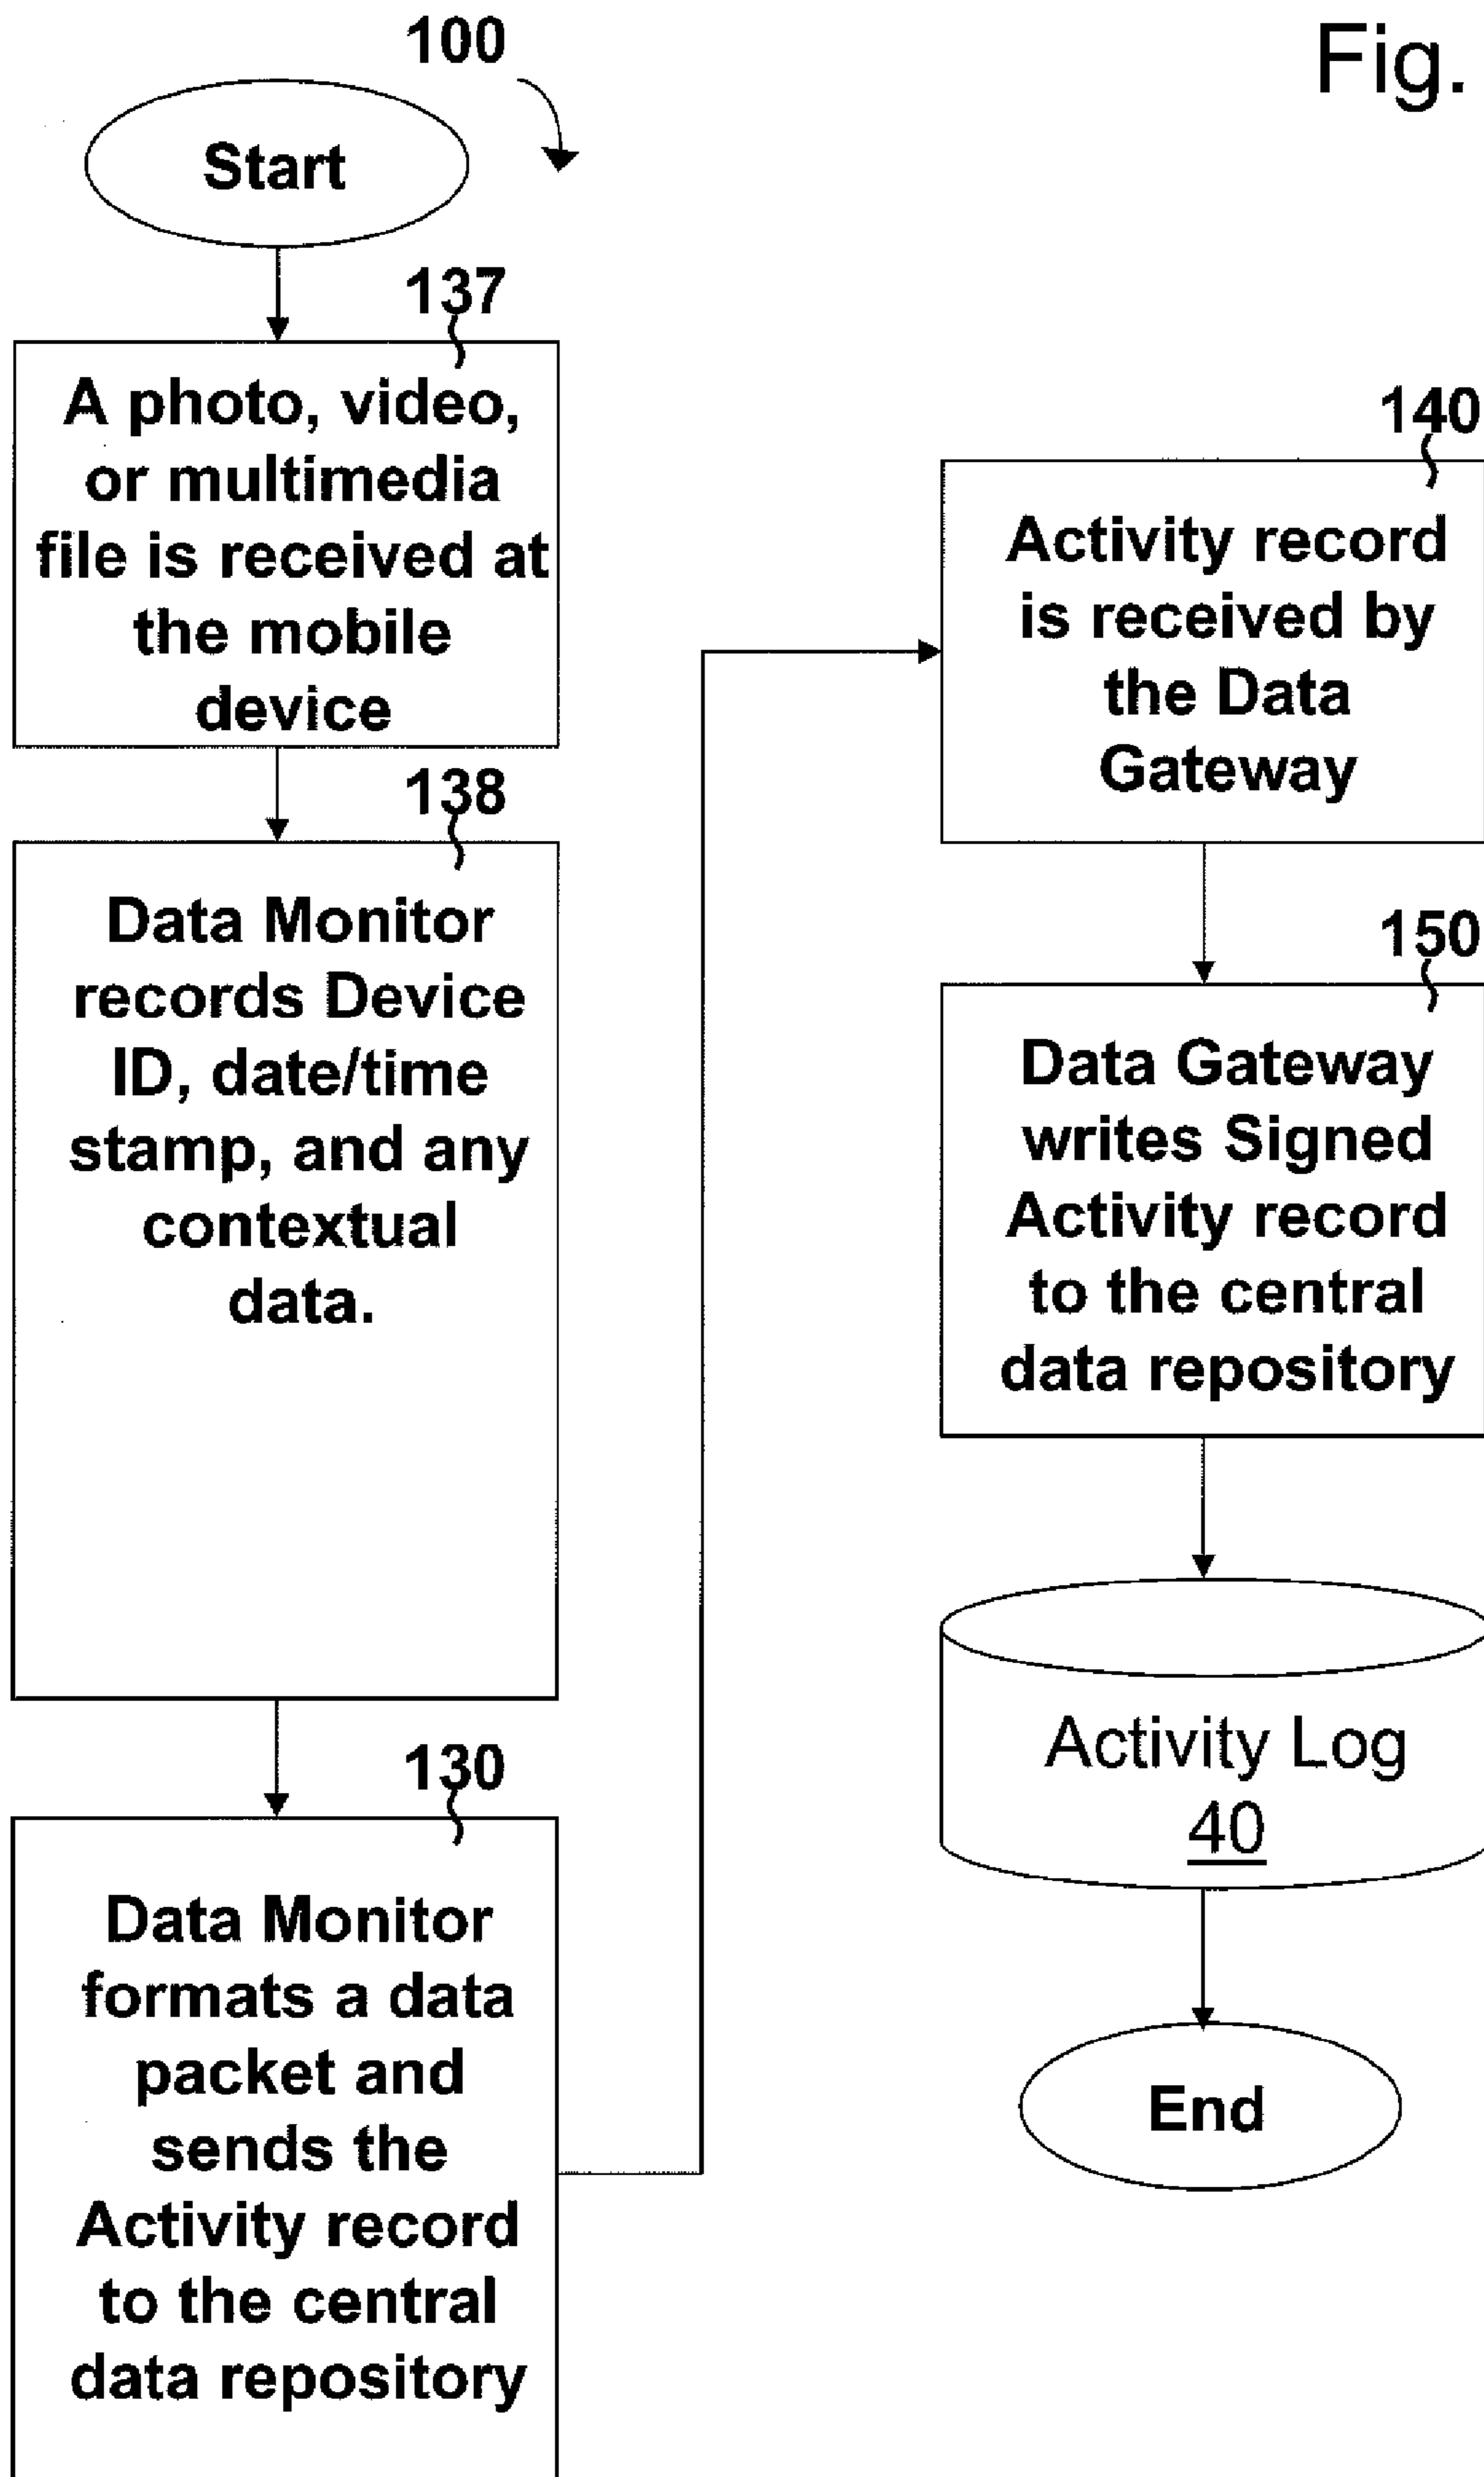 100
Fig.
Start
137
A photo, video,
or multimedia
file is received at
the mobile
device
138
Data Monitor
records Device
ID, date/time
stamp, and any
contextual
data.
130
Data Monitor
formats a data
packet and
sends the
Activity record
to the central
data repository
140
Activity record
is received by
the Data
Gateway
150
Data Gateway
writes Signed
Activity record
to the central
data repository
Activity Log
40
End